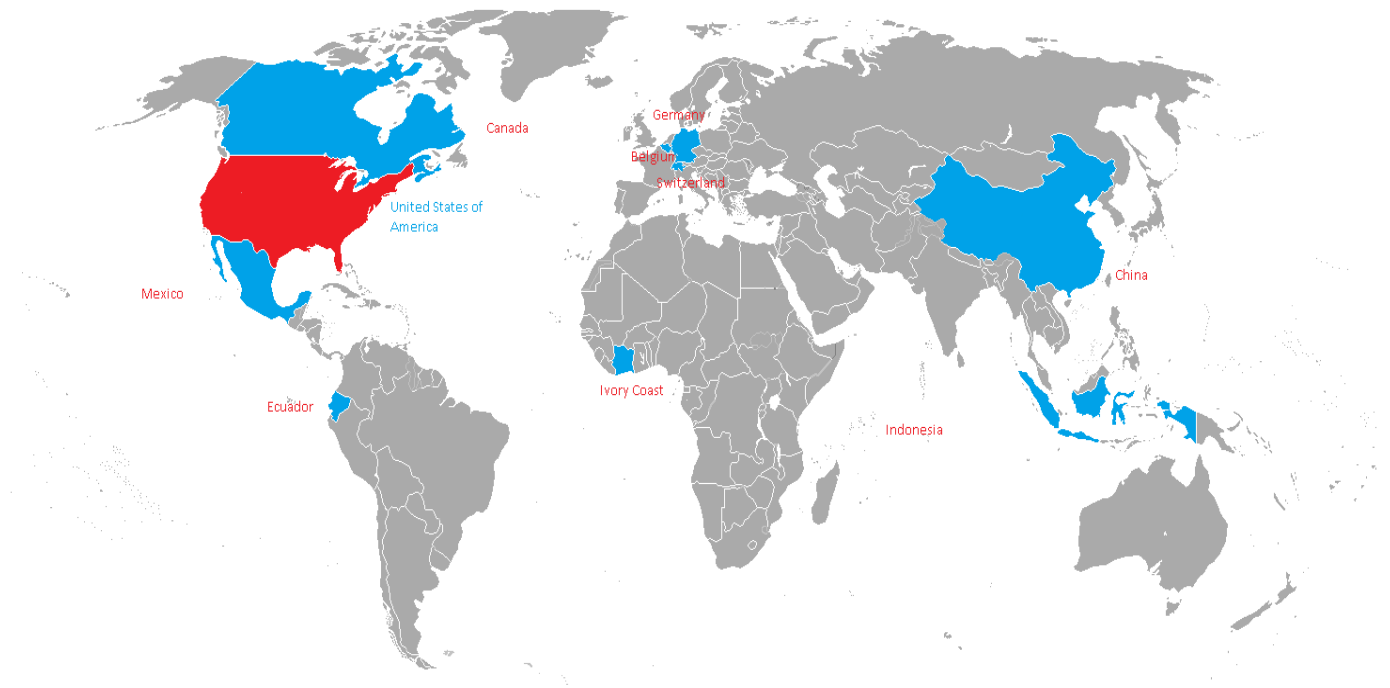 Germany
Canada
Belgium
Switzerland
United States of
America
China
Mexico
Ivory Coast
Ecuador
Indonesia